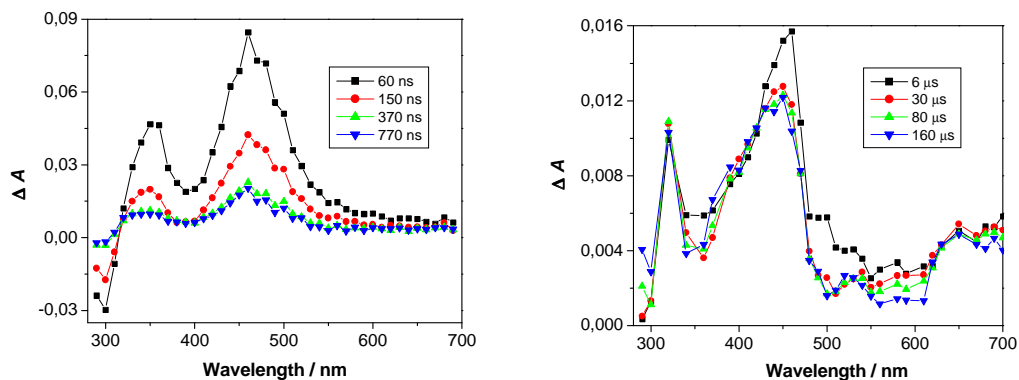 0,09
0,06
0,03
0,00
-0,03
Δ A
60 ns
150 ns
370 ns
770 ns
300 400 500 600 700
Wavelength / nm
0,016
0,012
0,008
0,004
0,000
Δ A
6 μs
30 μs
80 μs
160 μs
300 400 500 600 700
Wavelength / nm